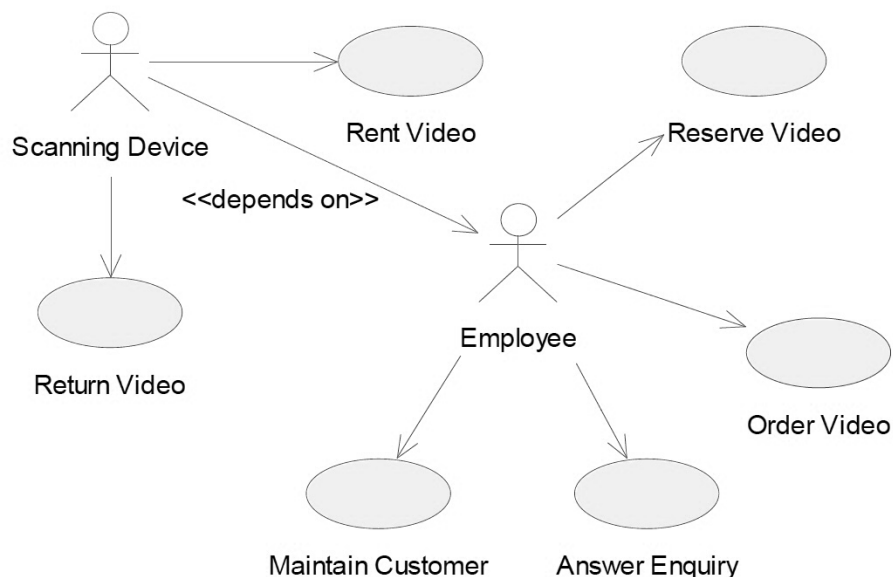 Rent Video
Reserve Video
Scanning Device
<<depends on>>
Employee
Return Video
Order Video
Maintain Customer
Answer Enquiry